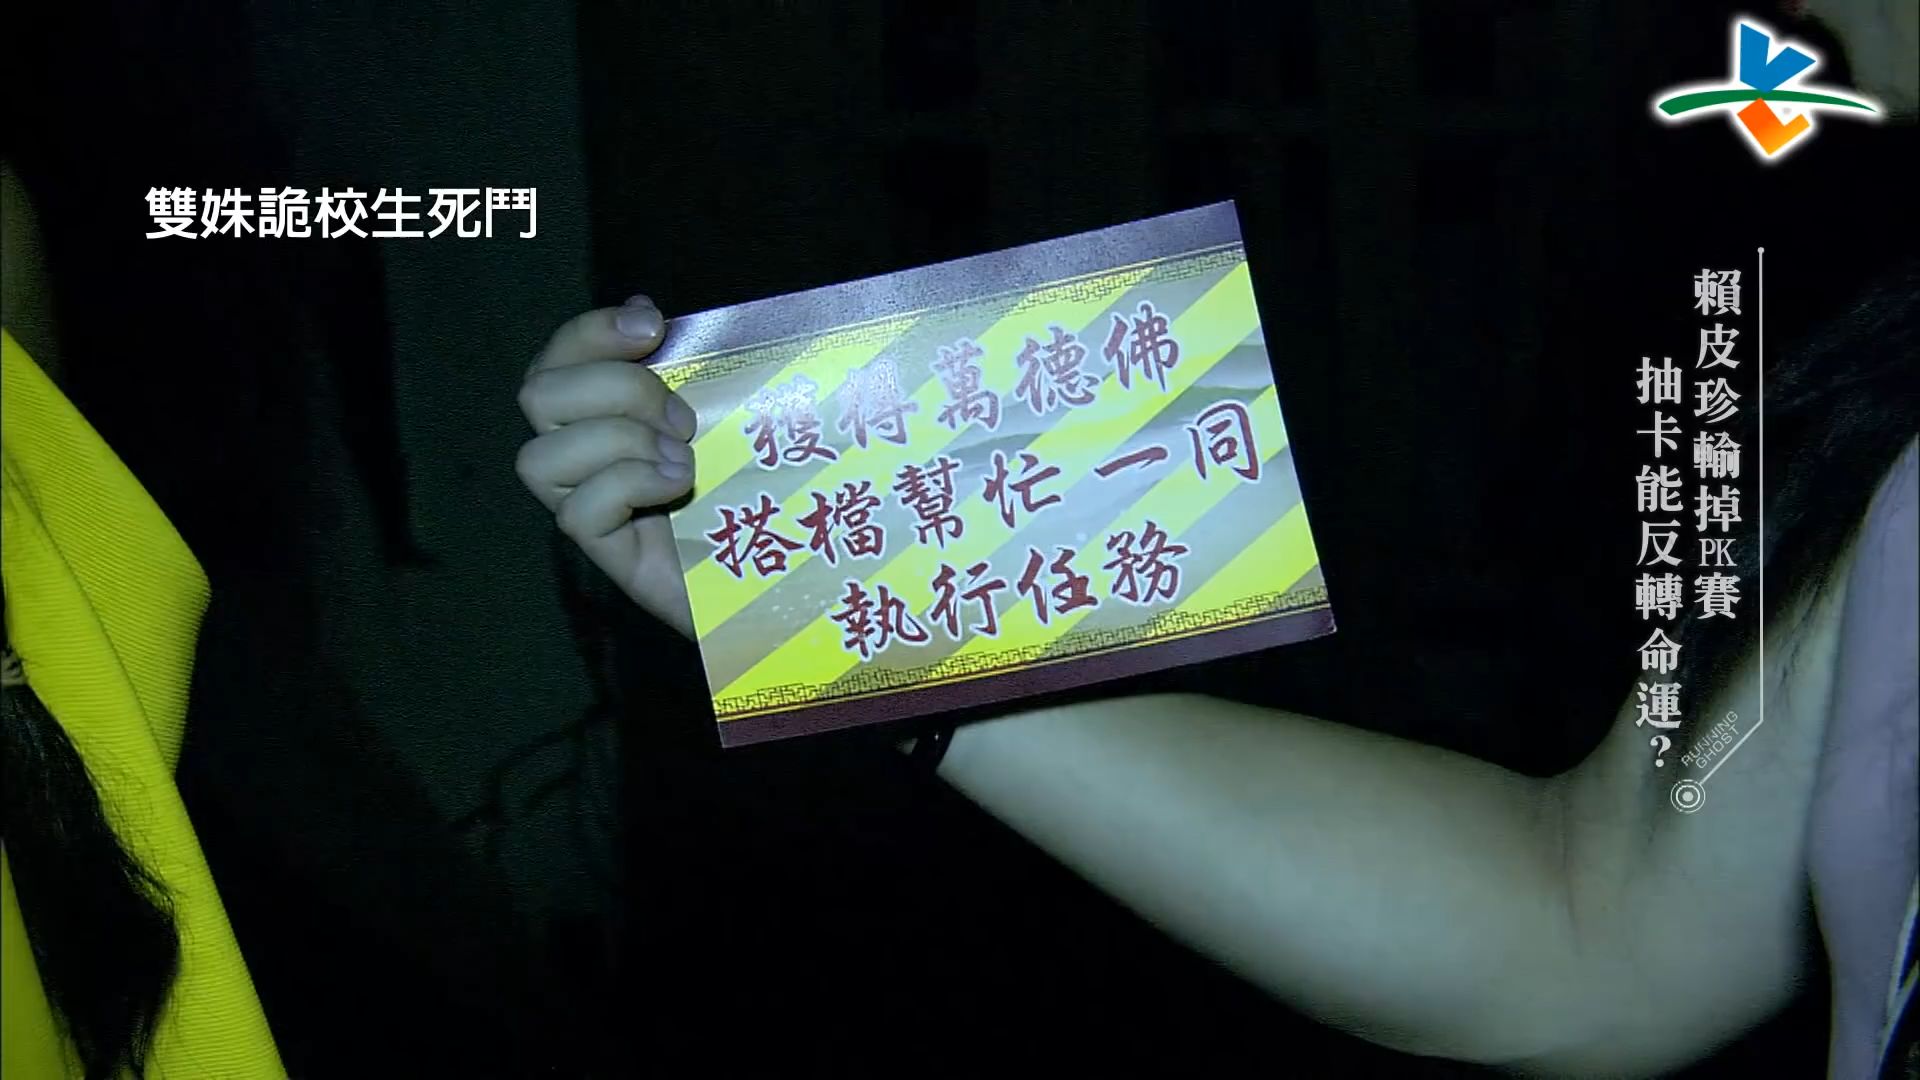 雙姝詭校生死鬥
獲得萬德佛
搭檔幫忙一同
執行任務
賴皮珍輸掉PK賽
抽卡能反轉命運？
RUNNING
GHOST